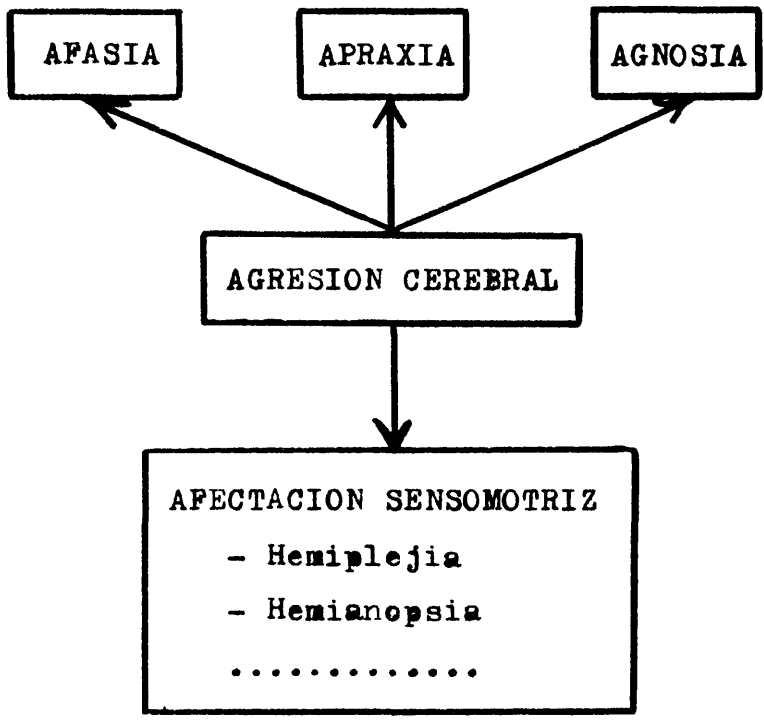 AFASIA APRAXIA AGNOSIA
AGRESION CEREBRAL
AFECTACION SENSOMOTRIZ
- Hemiplejia
- Hemianopsia
.............